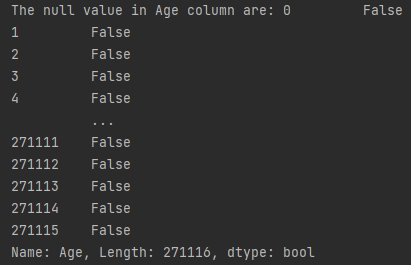 The null value in Age column are: 0         False
1         False
2         False
3         False
4         False
          ...
271111    False
271112    False
271113    False
271114    False
271115    False
Name: Age, Length: 271116, dtype: bool